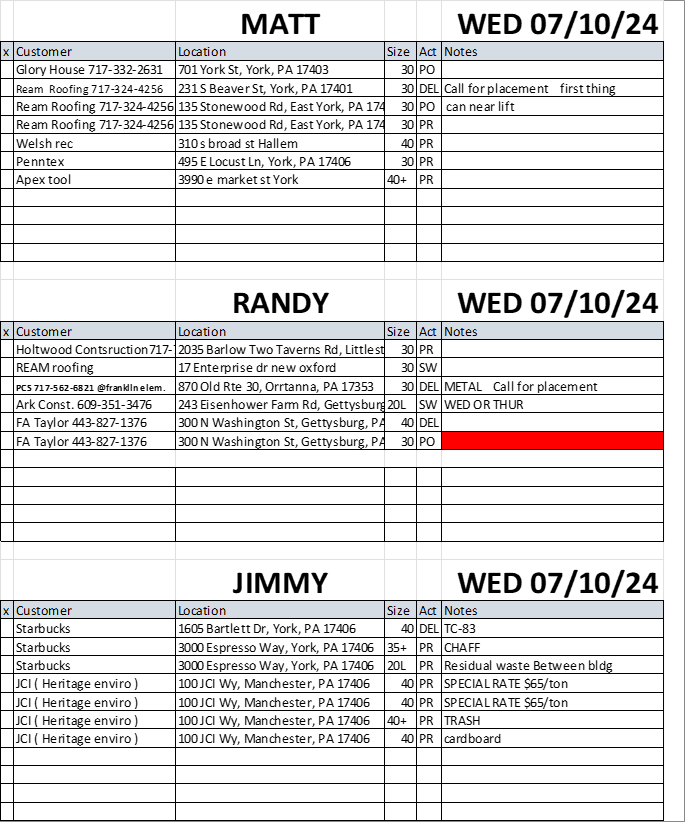 MATT WED 07/10/24
x Customer Location Size Act Notes
Glory House 717-332-2631 701 York St, York, PA 17403 30 PO
Ream Roofing 717-324-4256 231 S Beaver St, York, PA 17401 30 DEL Call for placement first thing
Ream Roofing 717-324-4256 135 Stonewood Rd, East York, PA 174 30 PO can near lift
Ream Roofing 717-324-4256 135 Stonewood Rd, East York, PA 174 30 PR
Welsh rec 310 s broad st Hallem 40 PR
Penntex 495 E Locust Ln, York, PA 17406 30 PR
Apex tool 3990 e market st York 40+ PR
RANDY WED 07/10/24
x Customer Location Size Act Notes
Holtwood Contsruction 717- 2035 Barlow Two Taverns Rd, Littlest 30 PR
REAM roofing 17 Enterprise dr new oxford 30 SW
PCS 717-562-6821 @franklin elem. 870 Old Rte 30, Orrtanna, PA 17353 30 DEL METAL Call for placement
Ark Const. 609-351-3476 243 Eisenhower Farm Rd, Gettysburg 20L SW WED OR THUR
FA Taylor 443-827-1376 300 N Washington St, Gettysburg, PA 40 DEL
FA Taylor 443-827-1376 300 N Washington St, Gettysburg, PA 30 PO
JIMMY WED 07/10/24
x Customer Location Size Act Notes
Starbucks 1605 Bartlett Dr, York, PA 17406 40 DEL TC-83
Starbucks 3000 Espresso Way, York, PA 17406 35+ PR CHAFF
Starbucks 3000 Espresso Way, York, PA 17406 20L PR Residual waste Between bldg
JCI ( Heritage enviro ) 100 JCI Wy, Manchester, PA 17406 40 PR SPECIAL RATE $65/ton
JCI ( Heritage enviro ) 100 JCI Wy, Manchester, PA 17406 40 PR SPECIAL RATE $65/ton
JCI ( Heritage enviro ) 100 JCI Wy, Manchester, PA 17406 40+ PR TRASH
JCI ( Heritage enviro ) 100 JCI Wy, Manchester, PA 17406 40 PR cardboard